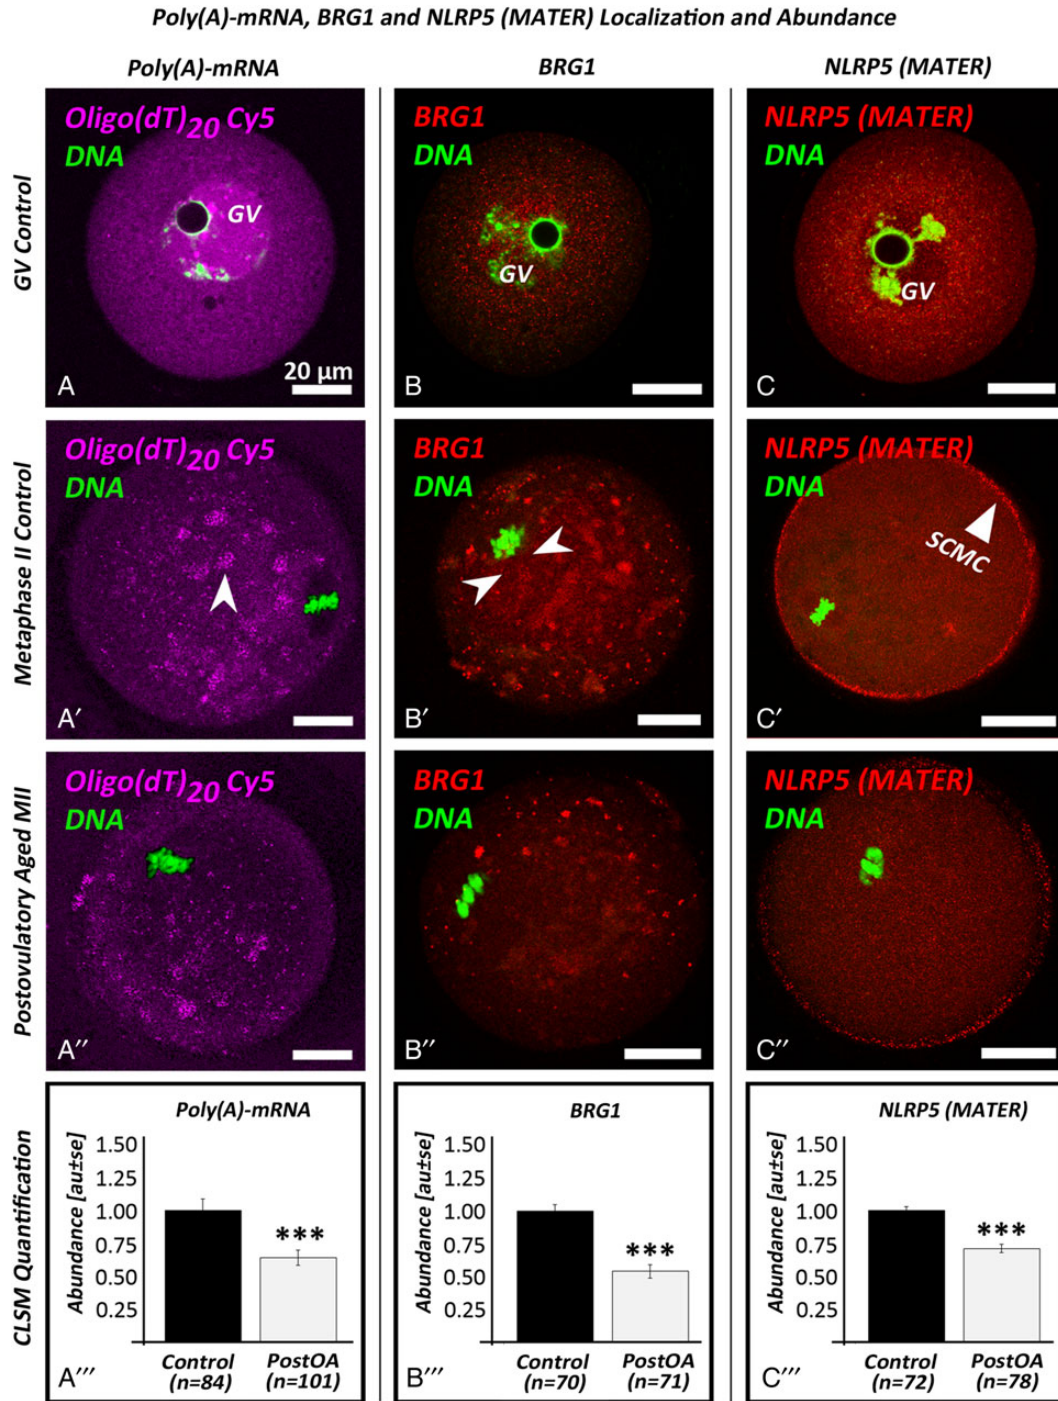 Poly(A)-mRNA, BRG1 and NLRP5 (MATER) Localization and Abundance
Poly(A)-mRNA
BRG1
NLRP5 (MATER)
GV Control
Oligo(dT)20 Cy5
DNA
GV
20 μm
A
BRG1
DNA
GV
B
NLRP5 (MATER)
DNA
GV
C
Metaphase II Control
Oligo(dT)20 Cy5
DNA
A′
BRG1
DNA
B′
NLRP5 (MATER)
DNA
SCMC
C′
Postovulatory Aged MII
Oligo(dT)20 Cy5
DNA
A″
BRG1
DNA
B″
NLRP5 (MATER)
DNA
C″
CLSM Quantification
Poly(A)-mRNA
Abundance [au±se]
1.50
1.25
1.00
0.75
0.50
0.25
***
Control
(n=84)
PostOA
(n=101)
A‴
BRG1
Abundance [au±se]
1.50
1.25
1.00
0.75
0.50
0.25
***
Control
(n=70)
PostOA
(n=71)
B‴
NLRP5 (MATER)
Abundance [au±se]
1.50
1.25
1.00
0.75
0.50
0.25
***
Control
(n=72)
PostOA
(n=78)
C‴